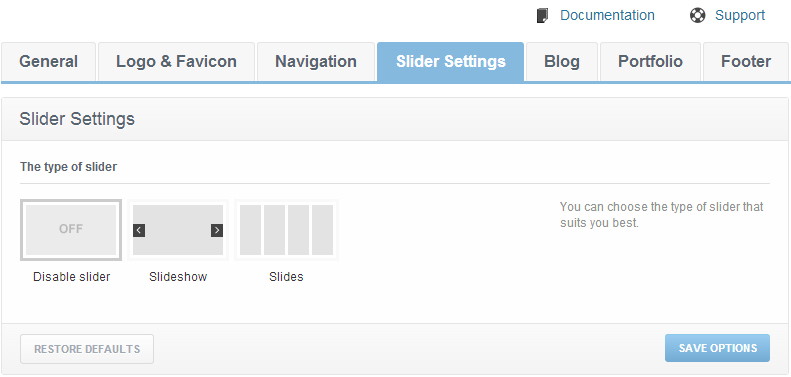 Documentation Support
General Logo & Favicon Navigation Slider Settings Blog Portfolio Footer
Slider Settings
The type of slider
You can choose the type of slider that
suits you best.
OFF
Disable slider Slideshow Slides
RESTORE DEFAULTS SAVE OPTIONS